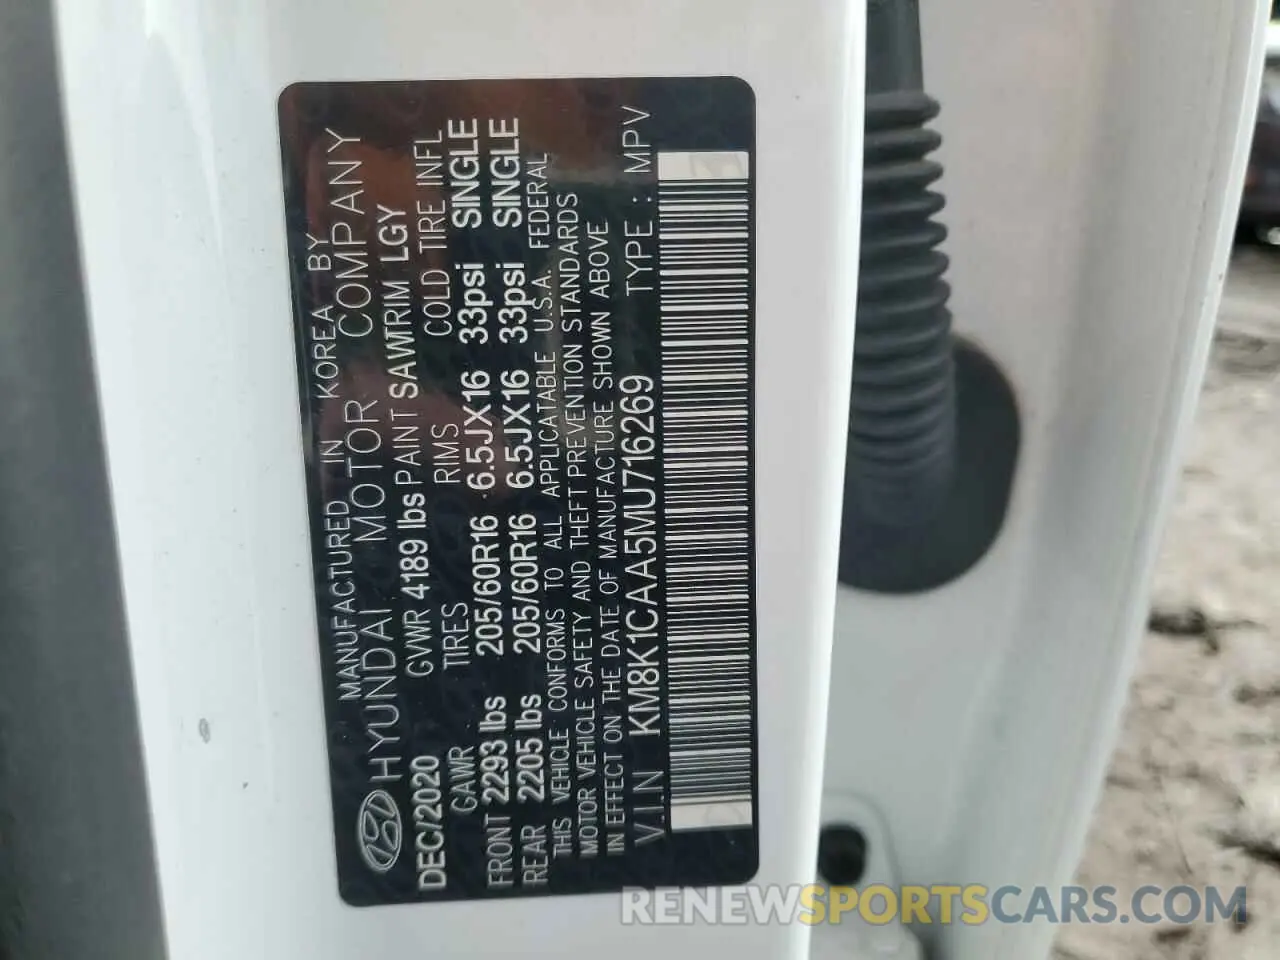 MANUFACTURED IN KOREA BY
HYUNDAI MOTOR COMPANY
DEC/2020 GVWR 4189 lbs PAINT SAWTRIM LGY
GAWR TIRES RIMS COLD TIRE INFL
FRONT 2293 lbs 205/60R16 6.5JX16 33psi SINGLE
REAR 2205 lbs 205/60R16 6.5JX16 33psi SINGLE
THIS VEHICLE CONFORMS TO ALL APPLICATABLE U.S.A. FEDERAL
MOTOR VEHICLE SAFETY AND THEFT PREVENTION STANDARDS
IN EFFECT ON THE DATE OF MANUFACTURE SHOWN ABOVE
V.I.N KM8K1CAA5MU716269 TYPE : MPV
RENEWSPORTSCARS.COM